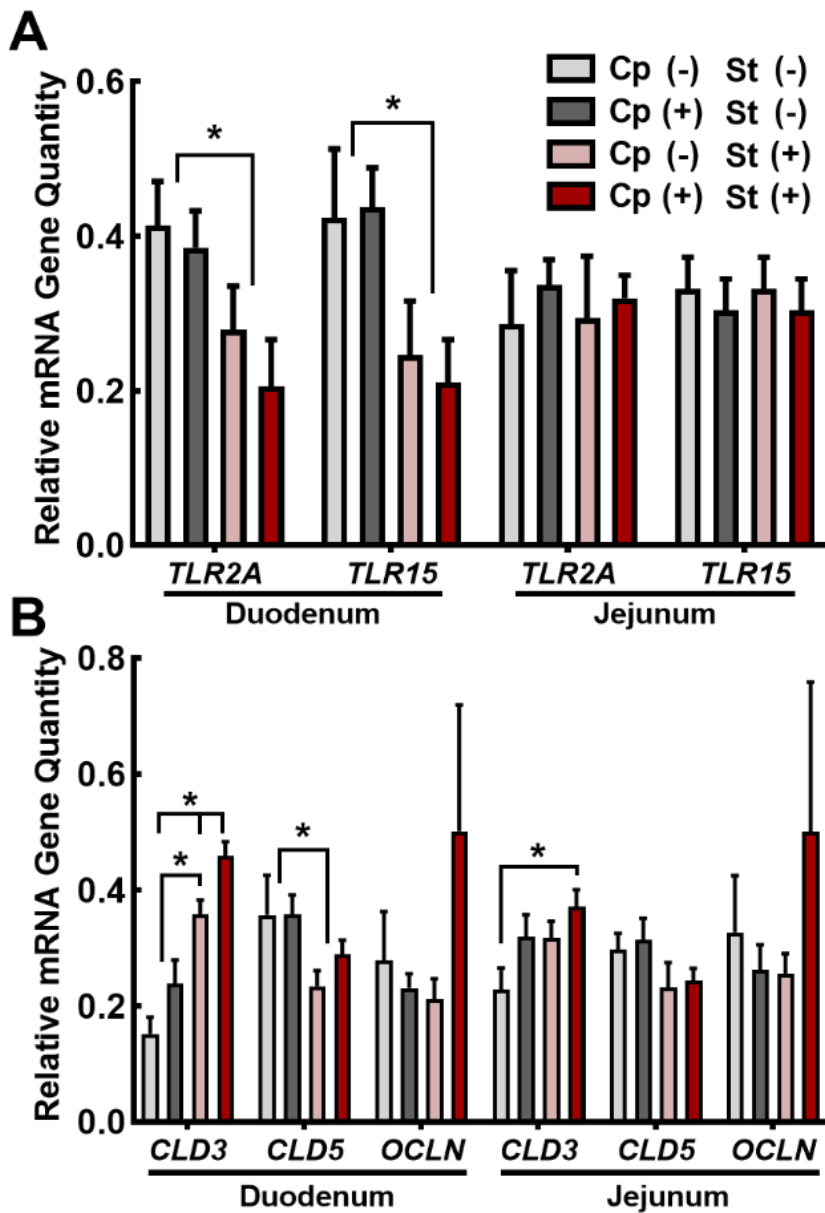 A
Relative mRNA Gene Quantity
0.6
0.4
0.2
0.0
Cp (-) St (-)
Cp (+) St (-)
Cp (-) St (+)
Cp (+) St (+)
*
*
TLR2A TLR15 TLR2A TLR15
Duodenum Jejunum
B
Relative mRNA Gene Quantity
0.8
0.6
0.4
0.2
0.0
*
*
*
*
CLD3 CLD5 OCLN CLD3 CLD5 OCLN
Duodenum Jejunum